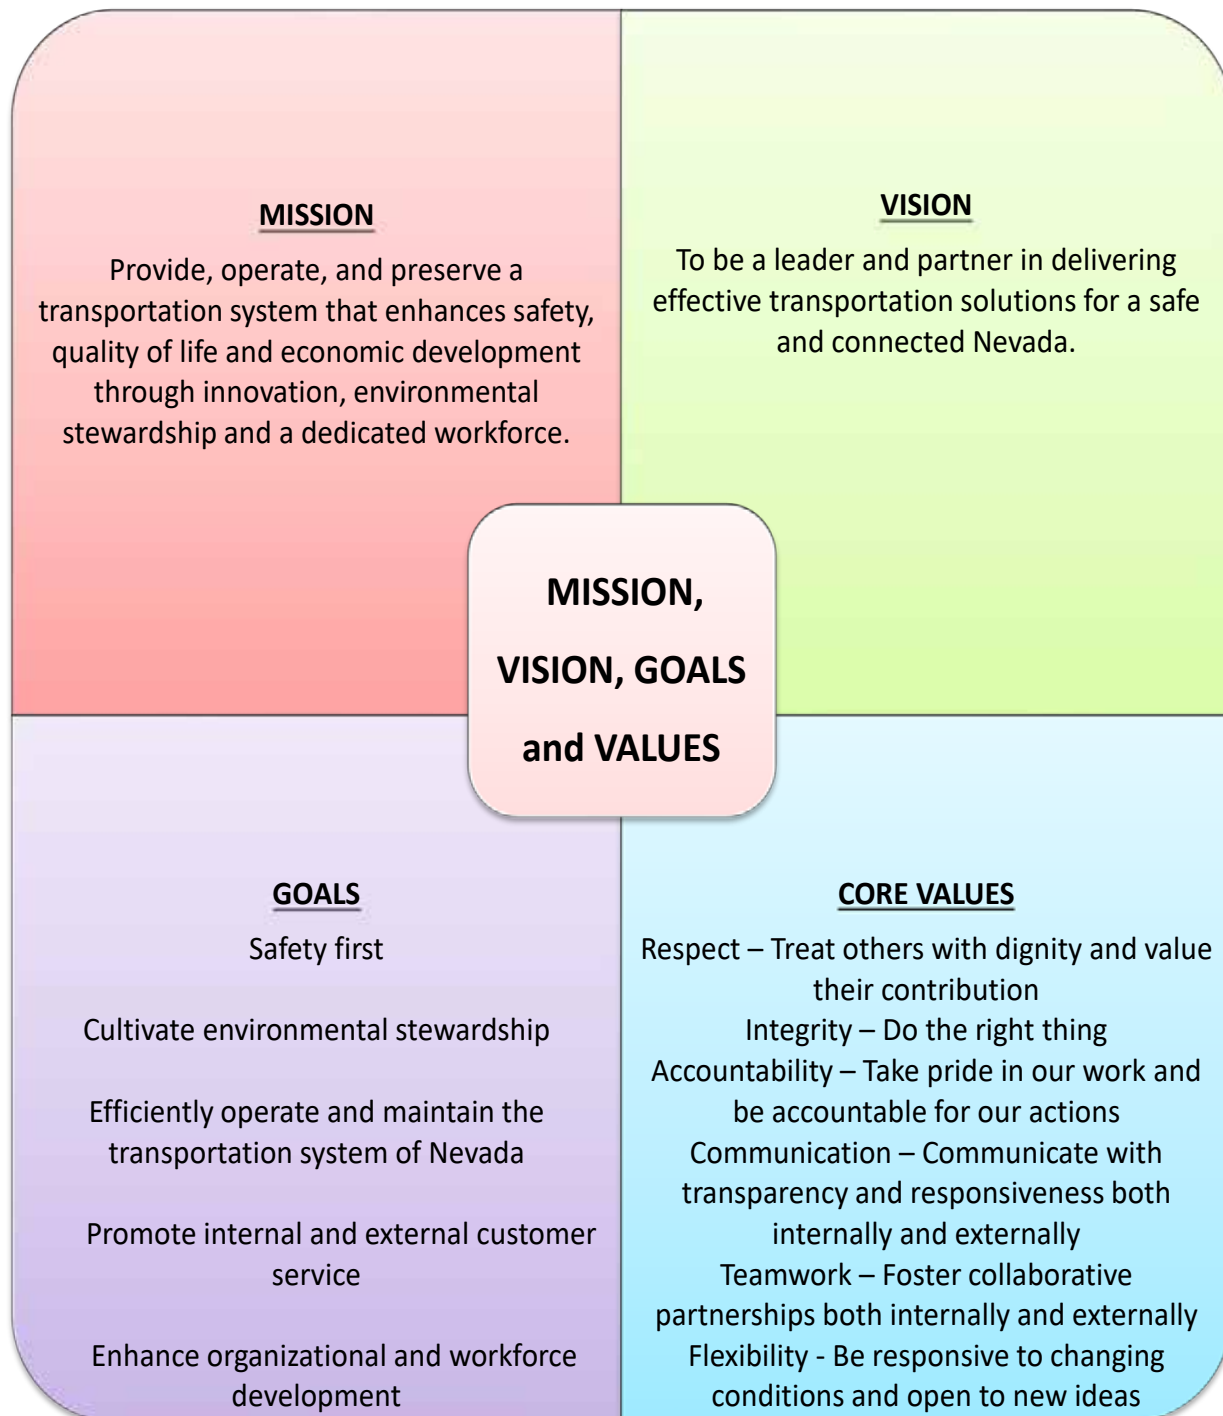 MISSION
Provide, operate, and preserve a
transportation system that enhances safety,
quality of life and economic development
through innovation, environmental
stewardship and a dedicated workforce.
VISION
To be a leader and partner in delivering
effective transportation solutions for a safe
and connected Nevada.
MISSION,
VISION, GOALS
and VALUES
GOALS
Safety first
Cultivate environmental stewardship
Efficiently operate and maintain the
transportation system of Nevada
Promote internal and external customer
service
Enhance organizational and workforce
development
CORE VALUES
Respect – Treat others with dignity and value
their contribution
Integrity – Do the right thing
Accountability – Take pride in our work and
be accountable for our actions
Communication – Communicate with
transparency and responsiveness both
internally and externally
Teamwork – Foster collaborative
partnerships both internally and externally
Flexibility - Be responsive to changing
conditions and open to new ideas